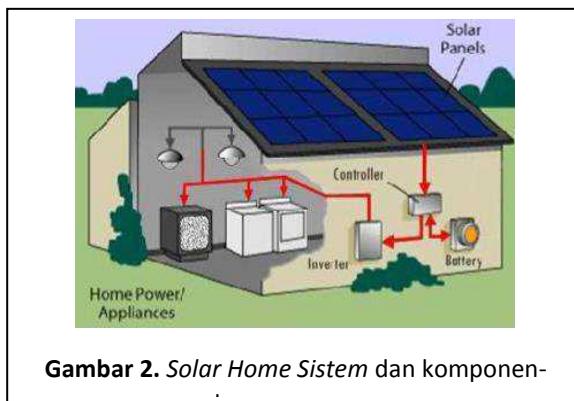 Solar
Panels
Controller
Inverter
Battery
Home Power/
Appliances
Gambar 2. Solar Home Sistem dan komponen-